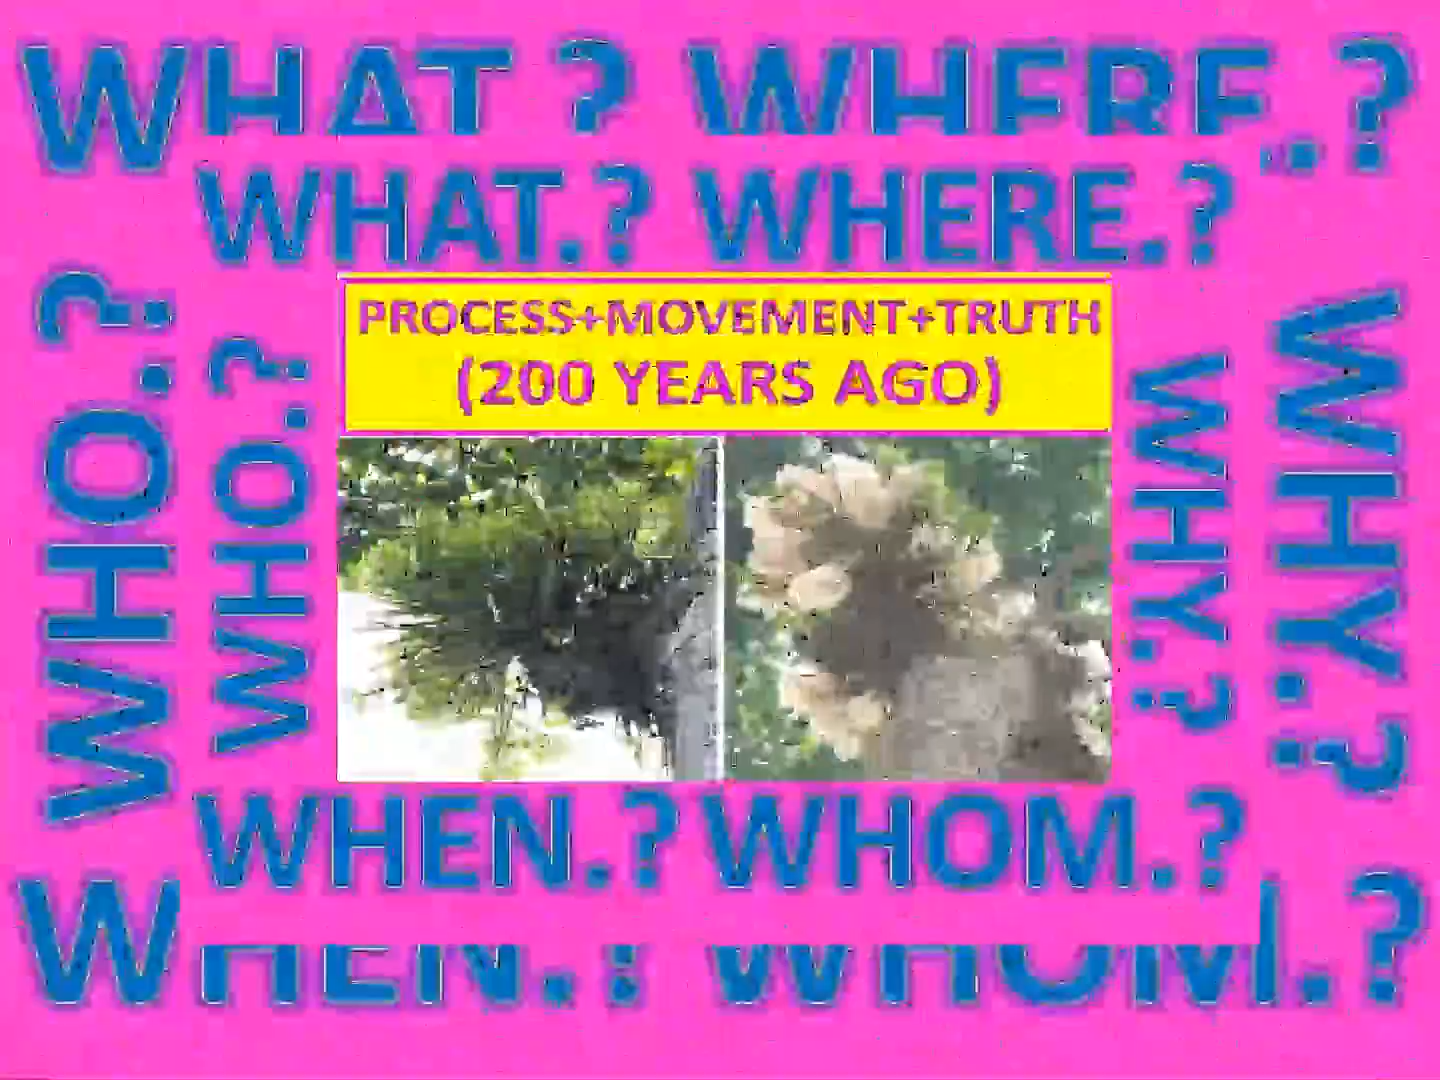 WHAT.? WHERE.?
WHAT.? WHERE.?
WHO.?
WHO.?
PROCESS+MOVEMENT+TRUTH
(200 YEARS AGO)
WHY.?
WHY.?
WHEN.? WHOM.?
WHEN.? WHOM.?